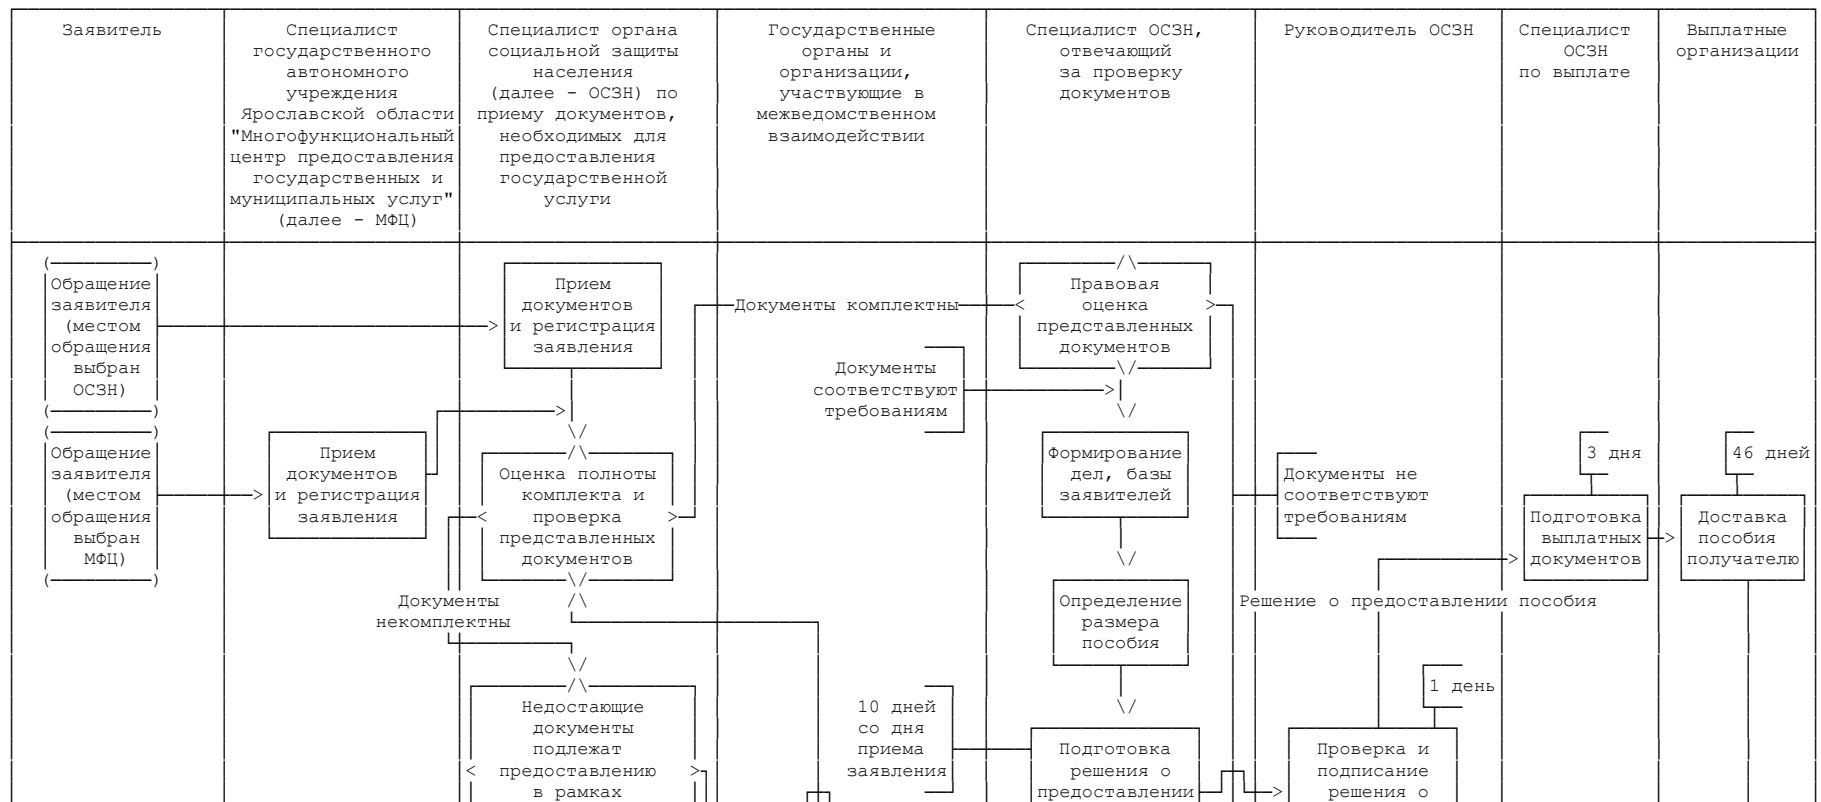 Заявитель
Специалист
государственного
автономного
учреждения
Ярославской области
"Многофункциональный
центр предоставления
государственных и
муниципальных услуг"
(далее - МФЦ)
Специалист органа
социальной защиты
населения
(далее - ОСЗН) по
приему документов,
необходимых для
предоставления
государственной
услуги
Государственные
органы и
организации,
участвующие в
межведомственном
взаимодействии
Специалист ОСЗН,
отвечающий
за проверку
документов
Руководитель ОСЗН
Специалист
ОСЗН
по выплате
Выплатные
организации
Обращение
заявителя
(местом
обращения
выбран
ОСЗН)
Прием
документов
и регистрация
заявления
Документы комплектны
Правовая
оценка
представленных
документов
Документы
соответствуют
требованиям
Обращение
заявителя
(местом
обращения
выбран
МФЦ)
Прием
документов
и регистрация
заявления
Оценка полноты
комплекта и
проверка
представленных
документов
Формирование
дел, базы
заявителей
Документы не
соответствуют
требованиям
3 дня
46 дней
Подготовка
выплатных
документов
Доставка
пособия
получателю
Документы
некомплектны
Определение
размера
пособия
Решение о предоставлении пособия
1 день
Недостающие
документы
подлежат
предоставлению
в рамках
10 дней
со дня
приема
заявления
Подготовка
решения о
предоставлении
Проверка и
подписание
решения о